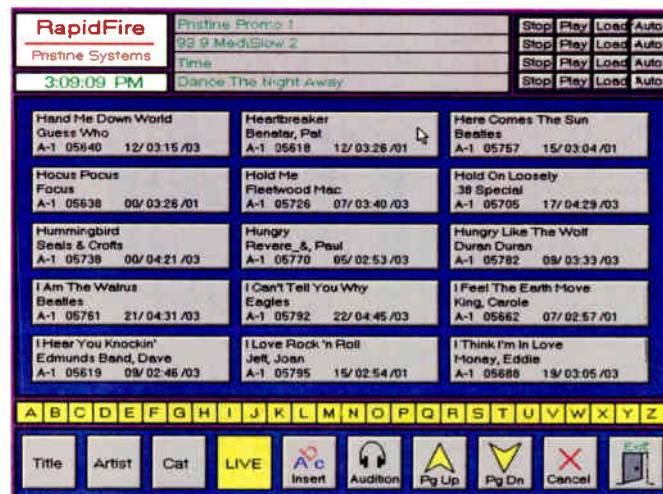 RapidFire
Pristine Systems
3:09:09 PM
Pristine Promo 1
Stop Play Load Auto
93 9 Med\Slow 2
Stop Play Load Auto
Time
Stop Play Load Auto
Dance The Night Away
Stop Play Load Auto
Hand Me Down World
Guess Who
A-1 05640 12/ 03:15 /03
Heartbreaker
Benatar, Pat
A-1 05618 12/ 03:26 /01
Here Comes The Sun
Beatles
A-1 05757 15/ 03:04 /01
Hocus Pocus
Focus
A-1 05638 00/ 03:26 /01
Hold Me
Fleetwood Mac
A-1 05726 07/ 03:40 /03
Hold On Loosely
.38 Special
A-1 05705 17/ 04:29 /03
Hummingbird
Seals & Crofts
A-1 05738 00/ 04:21 /03
Hungry
Revere_&, Paul
A-1 05770 05/ 02:53 /03
Hungry Like The Wolf
Duran Duran
A-1 05782 09/ 03:33 /03
I Am The Walrus
Beatles
A-1 05761 21/ 04:31 /03
I Can't Tell You Why
Eagles
A-1 05792 22/ 04:45 /03
I Feel The Earth Move
King, Carole
A-1 05662 07/ 02:57 /01
I Hear You Knockin'
Edmunds Band, Dave
A-1 05619 09/ 02:46 /03
I Love Rock 'n Roll
Jett, Joan
A-1 05795 15/ 02:54 /01
I Think I'm In Love
Money, Eddie
A-1 05688 19/ 03:05 /03
A B C D E F G H I J K L M N O P Q R S T U V W X Y Z
Title
Artist
Cat
LIVE
A c
Insert
Audition
Pg Up
Pg Dn
Cancel
Exit